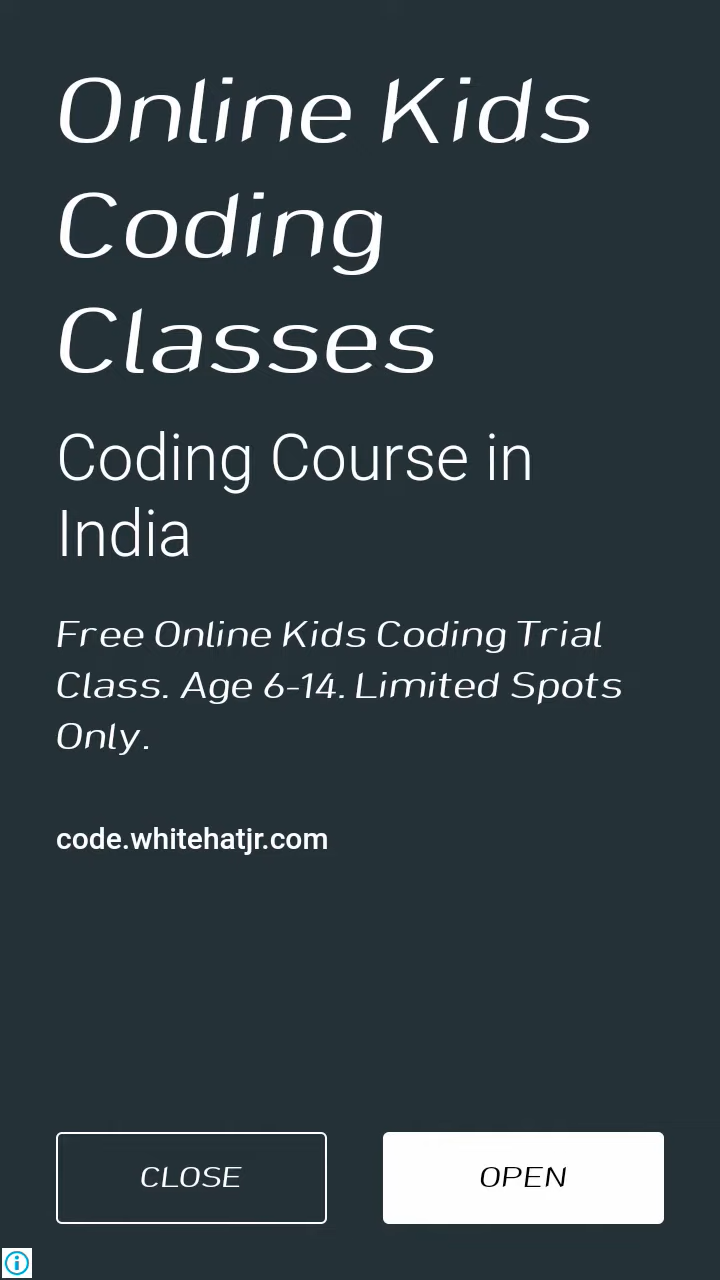 Online Kids
Coding
Classes
Coding Course in
India
Free Online Kids Coding Trial
Class. Age 6-14. Limited Spots
Only.
code.whitehatjr.com
CLOSE OPEN